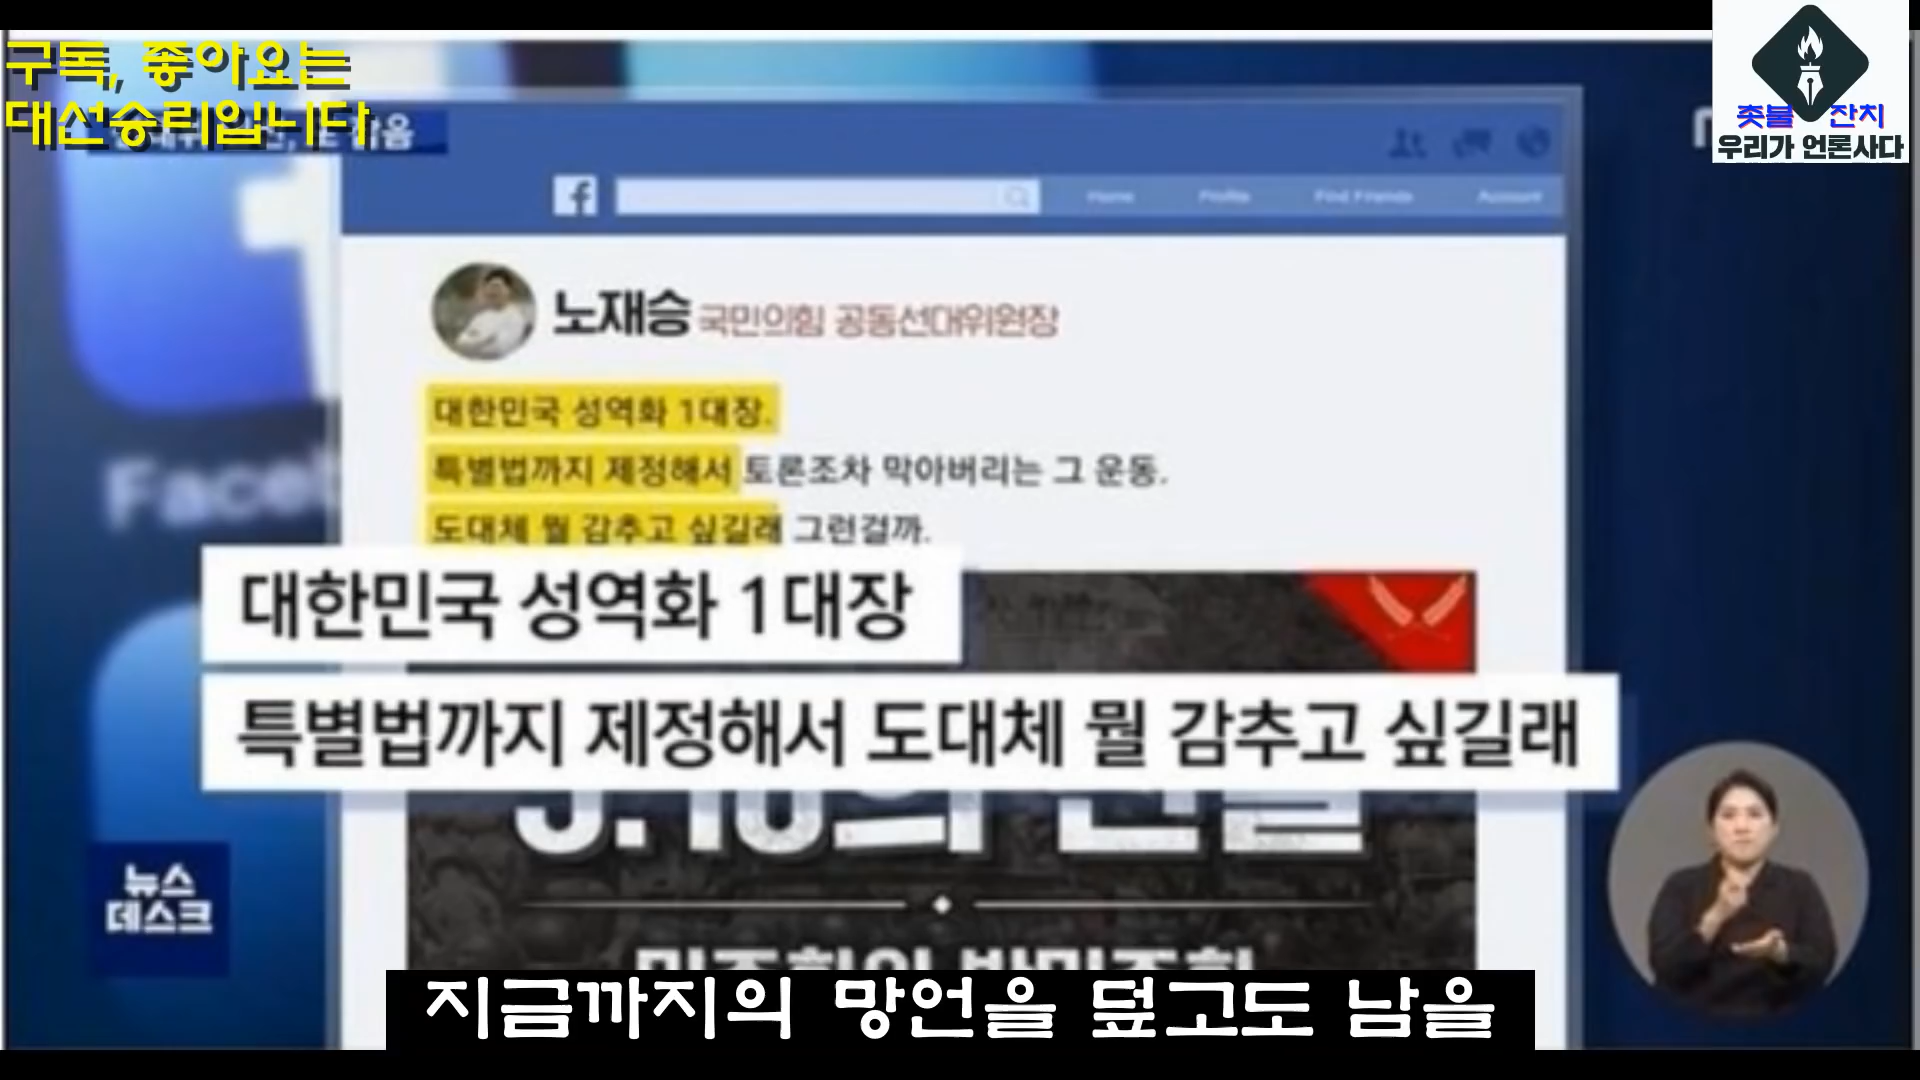 구독, 좋아요는
대선승리입니다
촛불 잔치
우리가 언론사다
Home Profile Find Friends Account
노재승 국민의힘 공동선대위원장
대한민국 성역화 1대장.
특별법까지 제정해서 토론조차 막아버리는 그 운동.
도대체 뭘 감추고 싶길래 그런걸까.
대한민국 성역화 1대장
특별법까지 제정해서 도대체 뭘 감추고 싶길래
뉴스
데스크
지금까지의 망언을 덮고도 남을